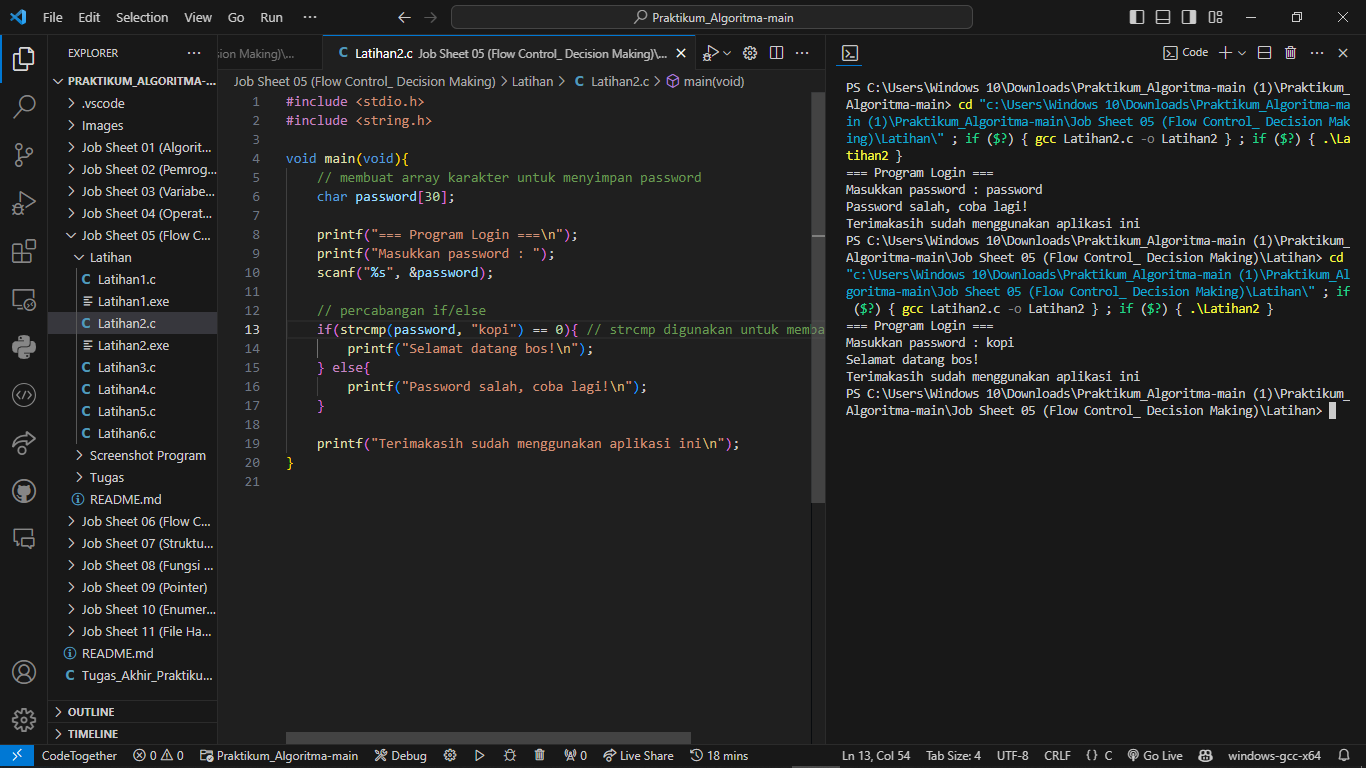 File Edit Selection View Go Run ···
Praktikum_Algoritma-main
EXPLORER ···
PRAKTIKUM_ALGORITMA-...
.vscode
Images
Job Sheet 01 (Algorit...
Job Sheet 02 (Pemrog...
Job Sheet 03 (Variabe...
Job Sheet 04 (Operat...
Job Sheet 05 (Flow C...
Latihan
C Latihan1.c
Latihan1.exe
C Latihan2.c
Latihan2.exe
C Latihan3.c
C Latihan4.c
C Latihan5.c
C Latihan6.c
Screenshot Program
Tugas
README.md
Job Sheet 06 (Flow C...
Job Sheet 07 (Struktu...
Job Sheet 08 (Fungsi ...
Job Sheet 09 (Pointer)
Job Sheet 10 (Enumer...
Job Sheet 11 (File Ha...
README.md
C Tugas_Akhir_Praktiku...
OUTLINE
TIMELINE
sion Making)\...
C Latihan2.c Job Sheet 05 (Flow Control_ Decision Making)\...
Job Sheet 05 (Flow Control_ Decision Making) > Latihan > C Latihan2.c > main(void)
1 #include <stdio.h>
2 #include <string.h>
3
4 void main(void){
5 // membuat array karakter untuk menyimpan password
6 char password[30];
7
8 printf("=== Program Login ===\n");
9 printf("Masukkan password : ");
10 scanf("%s", &password);
11
12 // percabangan if/else
13 if(strcmp(password, "kopi") == 0){ // strcmp digunakan untuk memba
14 printf("Selamat datang bos!\n");
15 } else{
16 printf("Password salah, coba lagi!\n");
17 }
18
19 printf("Terimakasih sudah menggunakan aplikasi ini\n");
20 }
21
Code
PS C:\Users\Windows 10\Downloads\Praktikum_Algoritma-main (1)\Praktikum_
Algoritma-main> cd "c:\Users\Windows 10\Downloads\Praktikum_Algoritma-ma
in (1)\Praktikum_Algoritma-main\Job Sheet 05 (Flow Control_ Decision Mak
ing)\Latihan\" ; if ($?) { gcc Latihan2.c -o Latihan2 } ; if ($?) { .\La
tihan2 }
=== Program Login ===
Masukkan password : password
Password salah, coba lagi!
Terimakasih sudah menggunakan aplikasi ini
PS C:\Users\Windows 10\Downloads\Praktikum_Algoritma-main (1)\Praktikum_
Algoritma-main\Job Sheet 05 (Flow Control_ Decision Making)\Latihan> cd
"c:\Users\Windows 10\Downloads\Praktikum_Algoritma-main (1)\Praktikum_Al
goritma-main\Job Sheet 05 (Flow Control_ Decision Making)\Latihan\" ; if
($?) { gcc Latihan2.c -o Latihan2 } ; if ($?) { .\Latihan2 }
=== Program Login ===
Masukkan password : kopi
Selamat datang bos!
Terimakasih sudah menggunakan aplikasi ini
PS C:\Users\Windows 10\Downloads\Praktikum_Algoritma-main (1)\Praktikum_
Algoritma-main\Job Sheet 05 (Flow Control_ Decision Making)\Latihan>
CodeTogether 0 0 Praktikum_Algoritma-main Debug 0 Live Share 18 mins Ln 13, Col 54 Tab Size: 4 UTF-8 CRLF {} C Go Live windows-gcc-x64